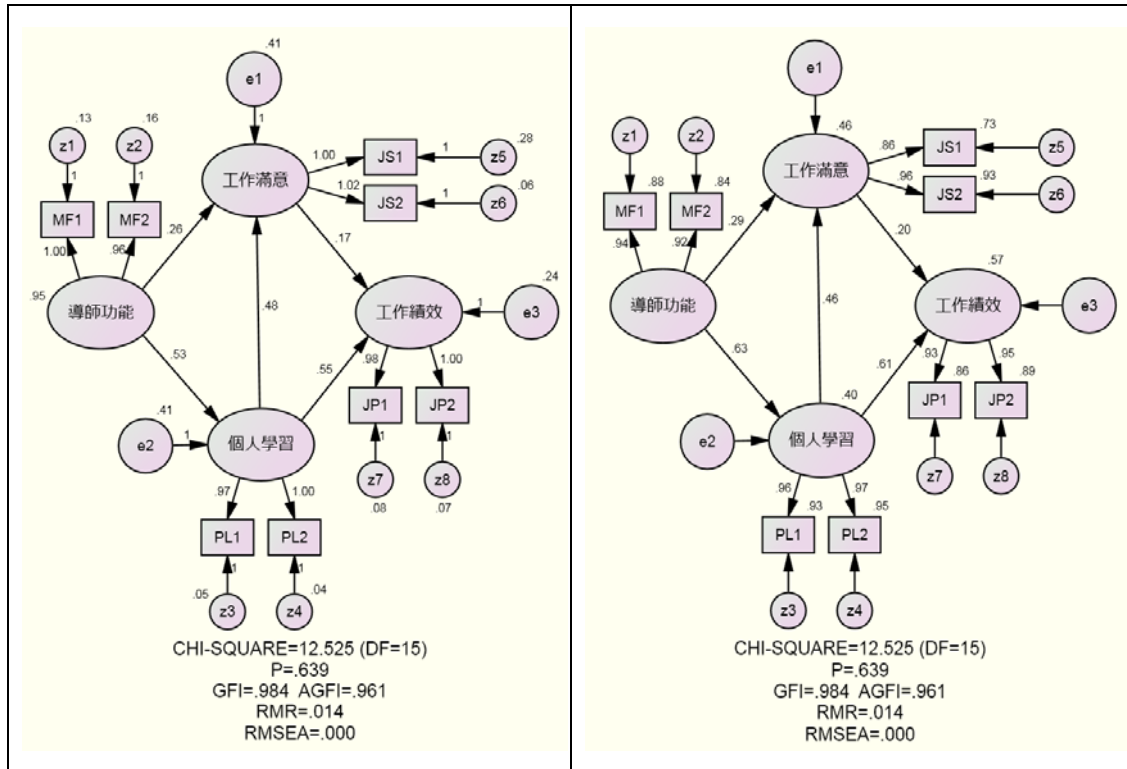 .41
e1
.13
.16
z1
z2
1
1
1
MF1
MF2
工作滿意
1.00
JS1
1
z5
.28
1.02
JS2
1
z6
.06
1.00
.96
.26
.17
.95
導師功能
.48
工作績效
1
e3
.24
.53
.55
.98
1.00
JP1
JP2
.41
e2
1
個人學習
1
1
z7
z8
.08
.07
.97
1.00
PL1
PL2
1
1
.05
z3
.04
z4
CHI-SQUARE=12.525 (DF=15)
P=.639
GFI=.984 AGFI=.961
RMR=.014
RMSEA=.000
e1
.46
z1
z2
.88
.84
MF1
MF2
工作滿意
.86
JS1
.73
z5
.96
JS2
.93
z6
.94
.92
.29
.20
導師功能
.46
.57
工作績效
e3
.63
.61
.93
.95
JP1
.86
JP2
.89
e2
.40
個人學習
z7
z8
.96
.97
PL1
.93
PL2
.95
z3
z4
CHI-SQUARE=12.525 (DF=15)
P=.639
GFI=.984 AGFI=.961
RMR=.014
RMSEA=.000